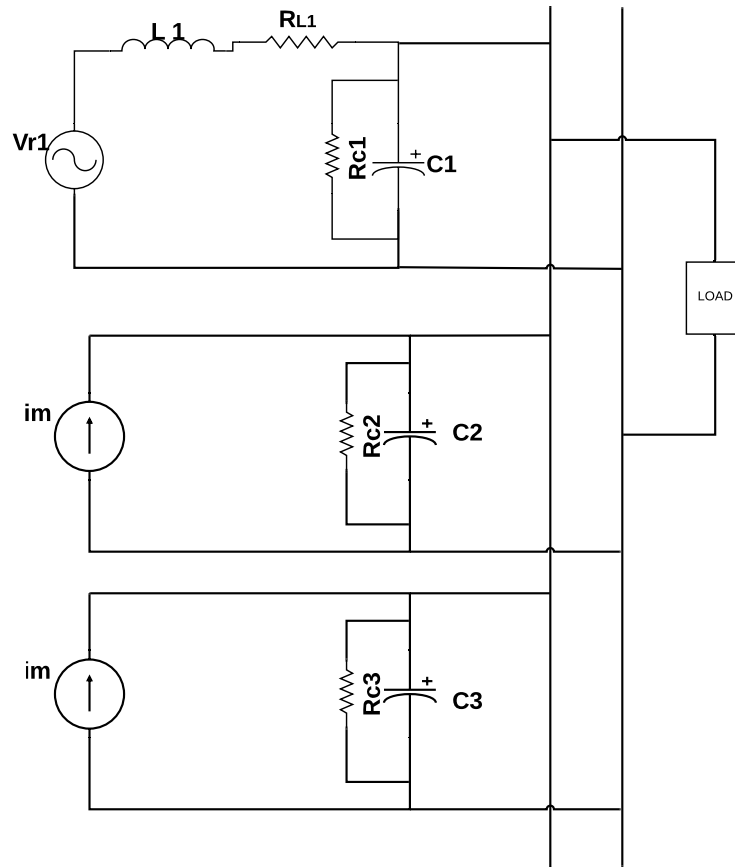 L 1
RL1
Vr1
Rc1
+
C1
LOAD
im
Rc2
+
C2
im
Rc3
+
C3